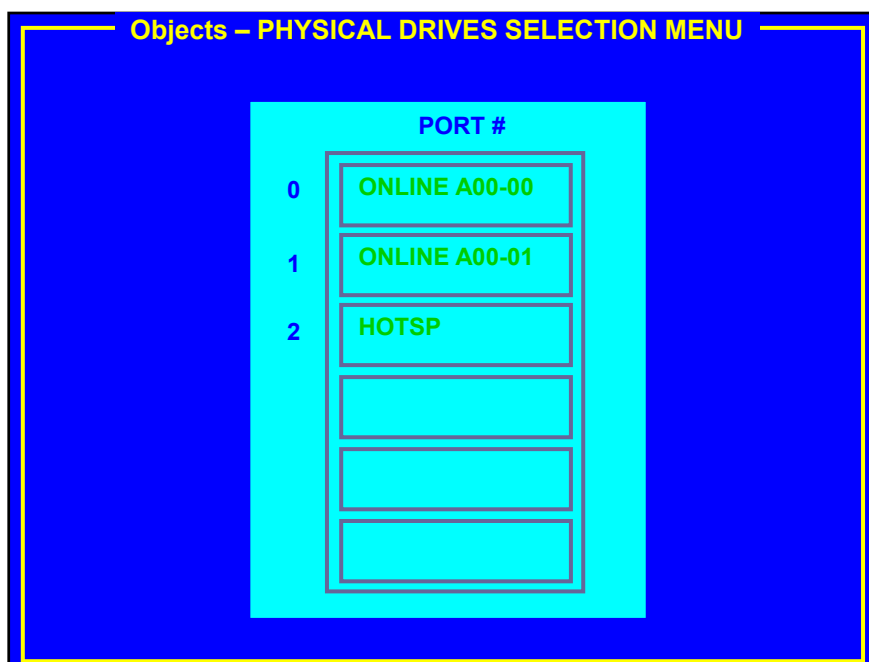 Objects – PHYSICAL DRIVES SELECTION MENU
PORT #
0 ONLINE A00-00
1 ONLINE A00-01
2 HOTSP